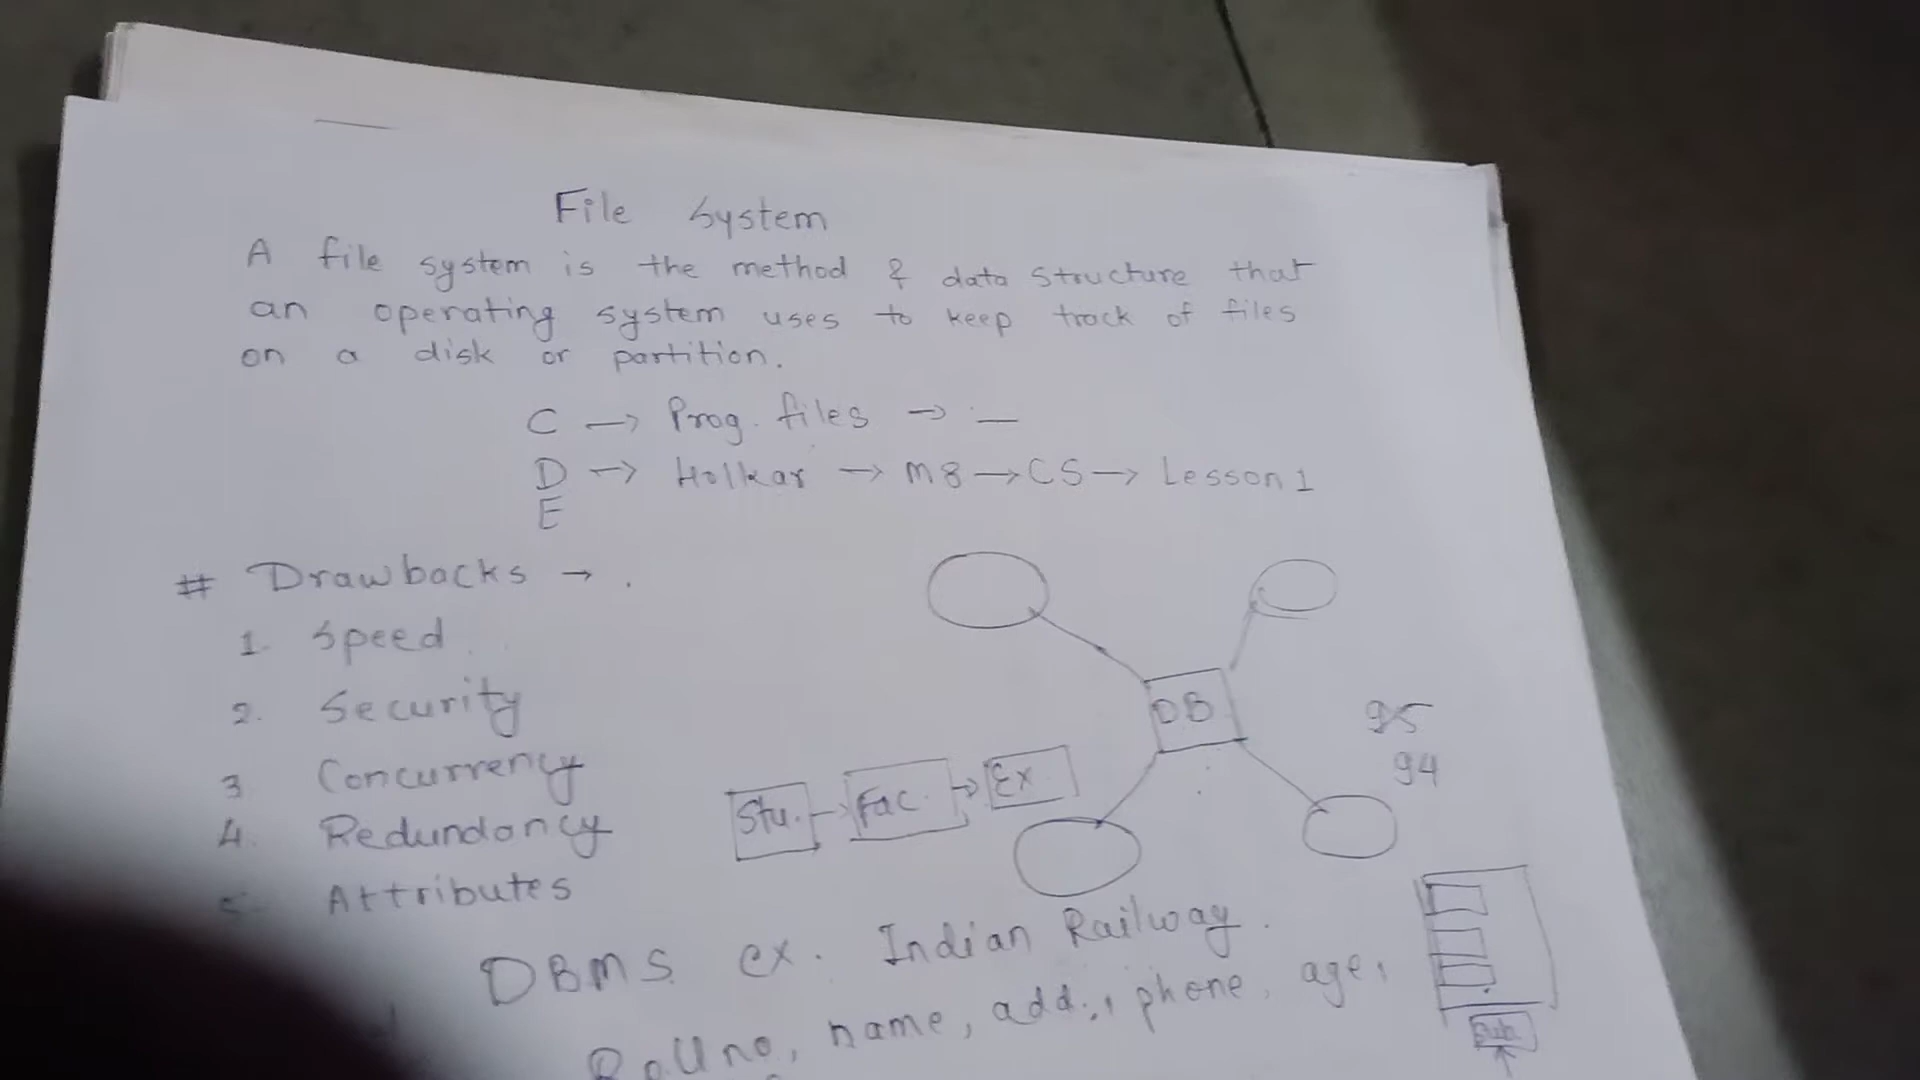 File System
A file system is the method & data structure that
an operating system uses to keep track of files
on a disk or partition.
C → Prog. files → —
D → Holkar → M8 → CS → Lesson 1
E
# Drawbacks → .
1. Speed
2. Security
3 Concurrency
4. Redundancy
5. Attributes
DB
95
94
Stu. → Fac. → Ex
DBMS ex. Indian Railway.
Roll no, name, add., phone, age,
Sub